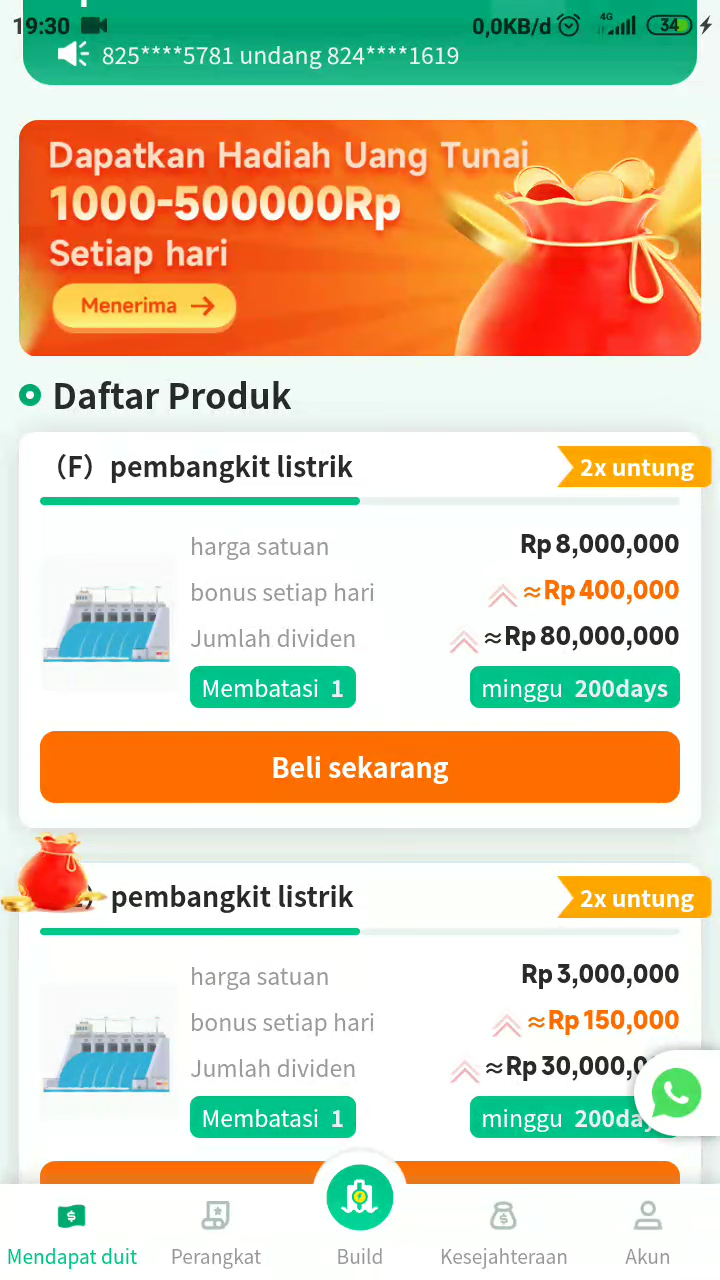 19:30 0,0KB/d 4G 34
825****5781 undang 824****1619
Dapatkan Hadiah Uang Tunai
1000-500000Rp
Setiap hari
Menerima →
Daftar Produk
（F）pembangkit listrik 2x untung
harga satuan Rp 8,000,000
bonus setiap hari ≈Rp 400,000
Jumlah dividen ≈Rp 80,000,000
Membatasi 1 minggu 200days
Beli sekarang
pembangkit listrik 2x untung
harga satuan Rp 3,000,000
bonus setiap hari ≈Rp 150,000
Jumlah dividen ≈Rp 30,000,0
Membatasi 1 minggu 200day
Mendapat duit Perangkat Build Kesejahteraan Akun